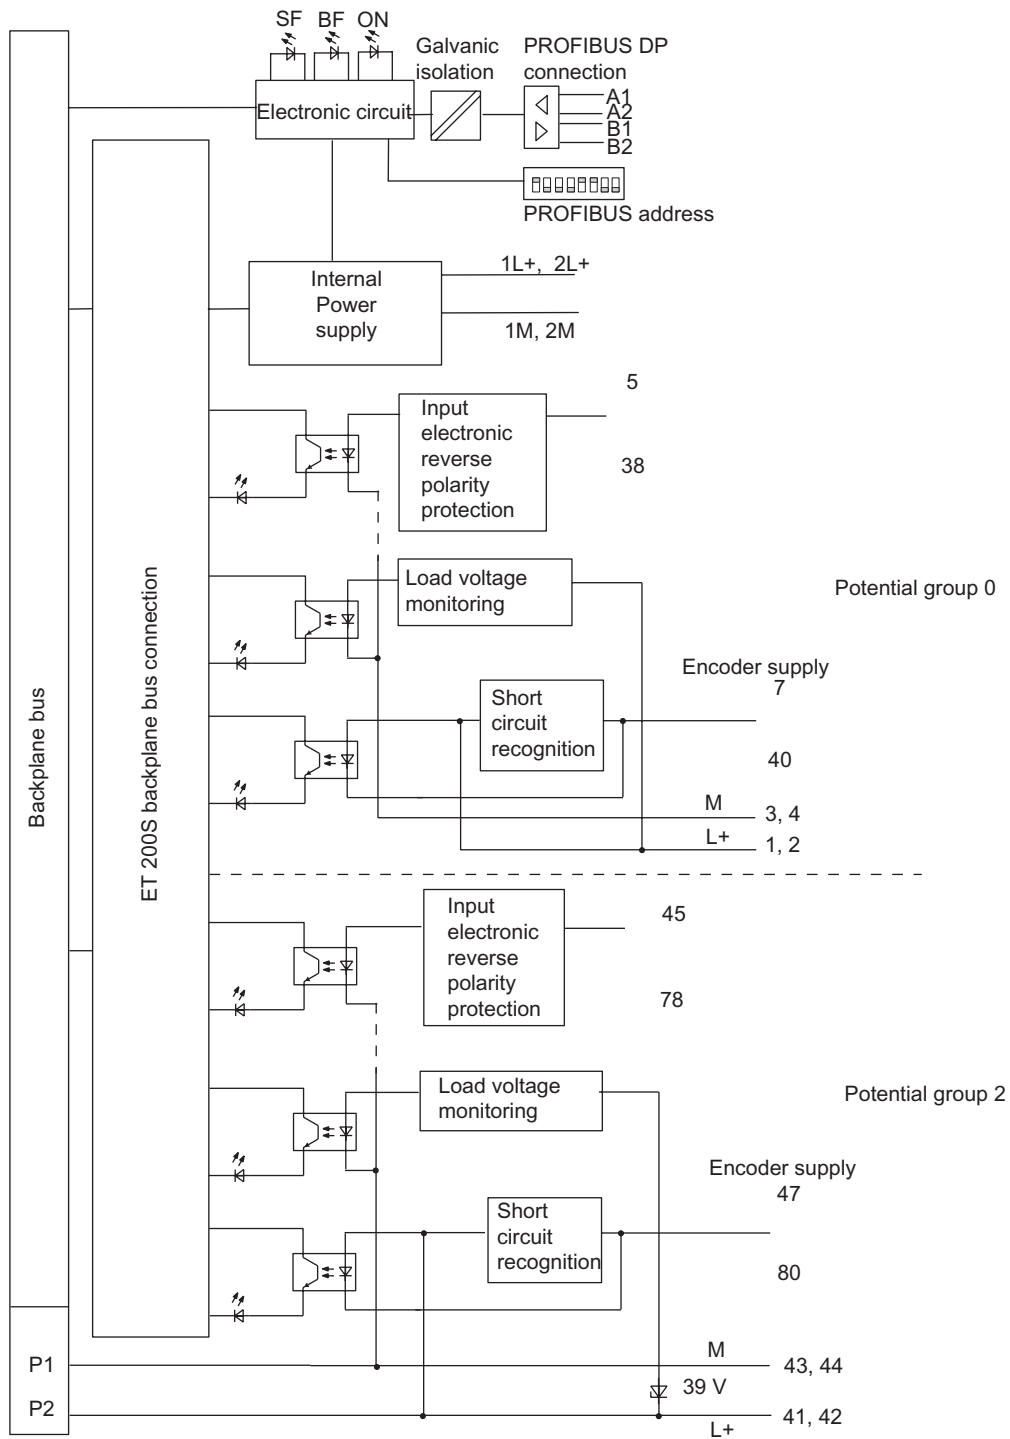 SF BF ON
Galvanic
isolation
PROFIBUS DP
connection
Electronic circuit
A1
A2
B1
B2
PROFIBUS address
Internal
Power
supply
1L+, 2L+
1M, 2M
5
Input
electronic
reverse
polarity
protection
38
Load voltage
monitoring
Potential group 0
Encoder supply
7
Short
circuit
recognition
40
M
3, 4
L+
1, 2
Backplane bus
ET 200S backplane bus connection
45
Input
electronic
reverse
polarity
protection
78
Load voltage
monitoring
Potential group 2
Encoder supply
47
Short
circuit
recognition
80
P1
M
43, 44
39 V
P2
L+
41, 42